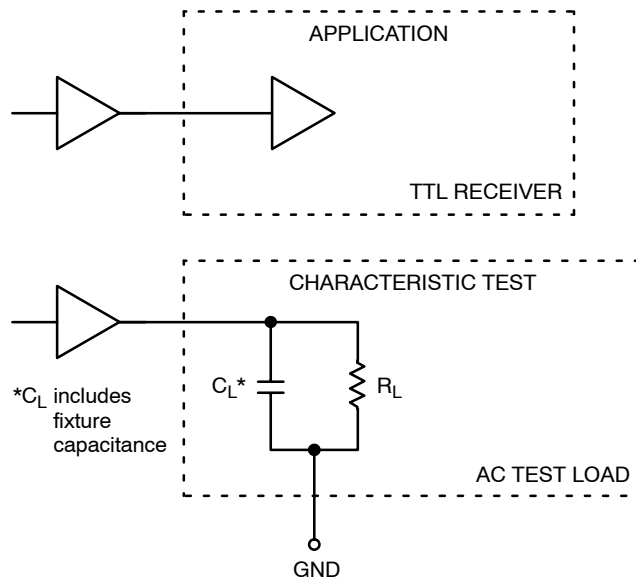 APPLICATION
TTL RECEIVER
CHARACTERISTIC TEST
*CL includes
fixture
capacitance
CL*
RL
AC TEST LOAD
GND